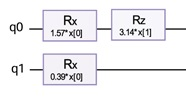 q0 Rx Rz
1.57*x[0] 3.14*x[1]
q1 Rx
0.39*x[0]